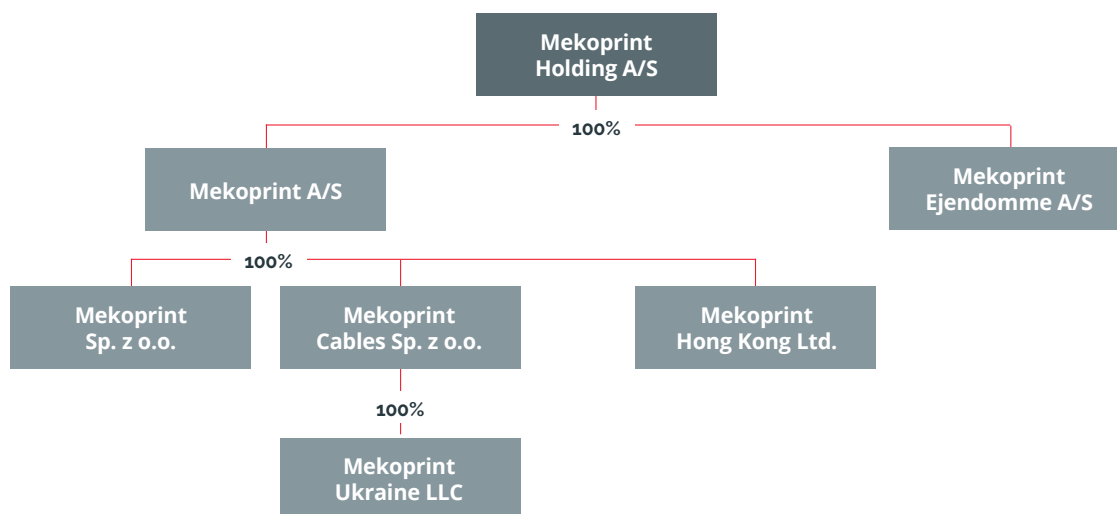 Mekoprint
Holding A/S
100%
Mekoprint A/S
Mekoprint
Ejendomme A/S
100%
Mekoprint
Sp. z o.o.
Mekoprint
Cables Sp. z o.o.
Mekoprint
Hong Kong Ltd.
100%
Mekoprint
Ukraine LLC